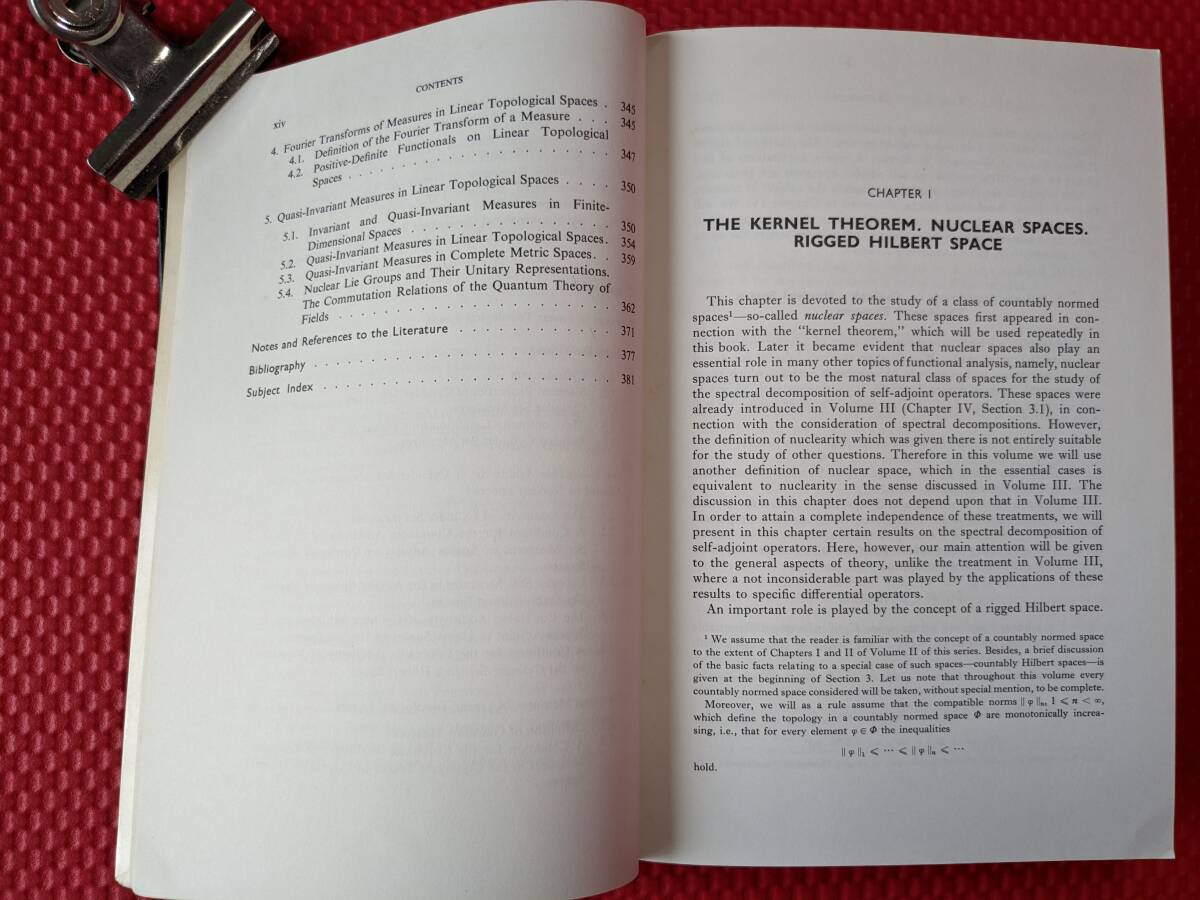 CONTENTS
xiv
4. Fourier Transforms of Measures in Linear Topological Spaces . 345
4.1. Definition of the Fourier Transform of a Measure . . . 345
4.2. Positive-Definite Functionals on Linear Topological
Spaces . . . . . . . . . . . . . . . . 347
5. Quasi-Invariant Measures in Linear Topological Spaces . . . . 350
5.1. Invariant and Quasi-Invariant Measures in Finite-
Dimensional Spaces . . . . . . . . . . . . . 350
5.2. Quasi-Invariant Measures in Linear Topological Spaces. 354
5.3. Quasi-Invariant Measures in Complete Metric Spaces. . 359
5.4. Nuclear Lie Groups and Their Unitary Representations.
The Commutation Relations of the Quantum Theory of
Fields . . . . . . . . . . . . . . . . . 362
Notes and References to the Literature . . . . . . . . . . . 371
Bibliography . . . . . . . . . . . . . . . . . . . . 377
Subject Index . . . . . . . . . . . . . . . . . . . . 381
CHAPTER I
THE KERNEL THEOREM. NUCLEAR SPACES.
RIGGED HILBERT SPACE
This chapter is devoted to the study of a class of countably normed
spaces¹—so-called nuclear spaces. These spaces first appeared in con-
nection with the “kernel theorem,” which will be used repeatedly in
this book. Later it became evident that nuclear spaces also play an
essential role in many other topics of functional analysis, namely, nuclear
spaces turn out to be the most natural class of spaces for the study of
the spectral decomposition of self-adjoint operators. These spaces were
already introduced in Volume III (Chapter IV, Section 3.1), in con-
nection with the consideration of spectral decompositions. However,
the definition of nuclearity which was given there is not entirely suitable
for the study of other questions. Therefore in this volume we will use
another definition of nuclear space, which in the essential cases is
equivalent to nuclearity in the sense discussed in Volume III. The
discussion in this chapter does not depend upon that in Volume III.
In order to attain a complete independence of these treatments, we will
present in this chapter certain results on the spectral decomposition of
self-adjoint operators. Here, however, our main attention will be given
to the general aspects of theory, unlike the treatment in Volume III,
where a not inconsiderable part was played by the applications of these
results to specific differential operators.
An important role is played by the concept of a rigged Hilbert space.
¹ We assume that the reader is familiar with the concept of a countably normed space
to the extent of Chapters I and II of Volume II of this series. Besides, a brief discussion
of the basic facts relating to a special case of such spaces—countably Hilbert spaces—is
given at the beginning of Section 3. Let us note that throughout this volume every
countably normed space considered will be taken, without special mention, to be complete.
Moreover, we will as a rule assume that the compatible norms ‖ φ ‖ₙ, 1 ⩽ n < ∞,
which define the topology in a countably normed space Φ are monotonically increa-
sing, i.e., that for every element φ ∈ Φ the inequalities
‖ φ ‖₁ ⩽ ··· ⩽ ‖ φ ‖ₙ ⩽ ···
hold.